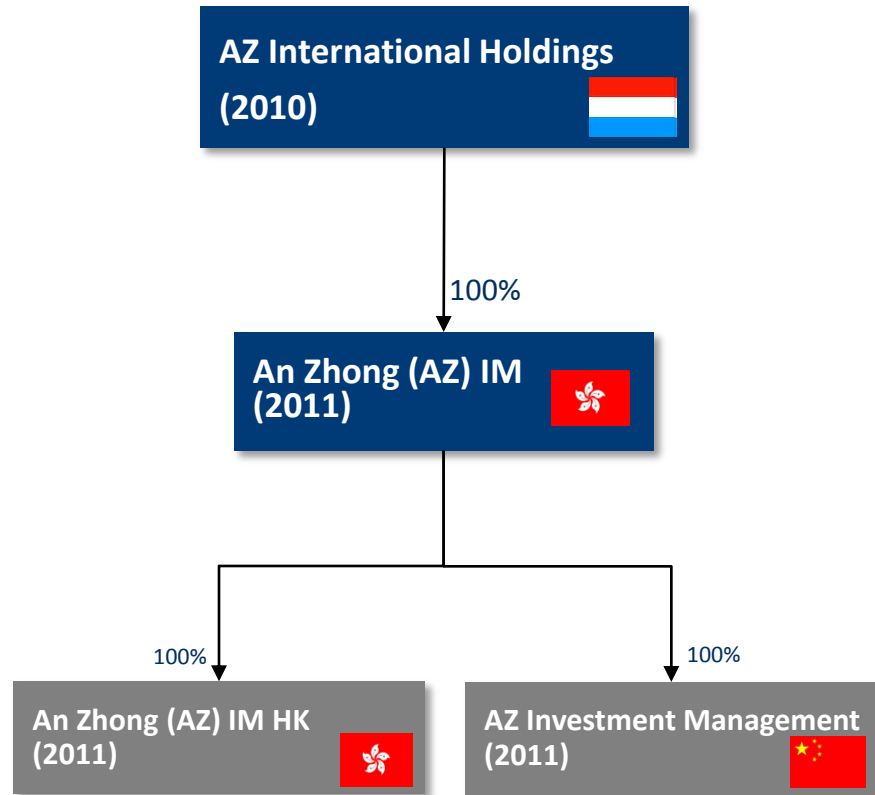 AZ International Holdings
(2010)
100%
An Zhong (AZ) IM
(2011)
100%
100%
An Zhong (AZ) IM HK
(2011)
AZ Investment Management
(2011)